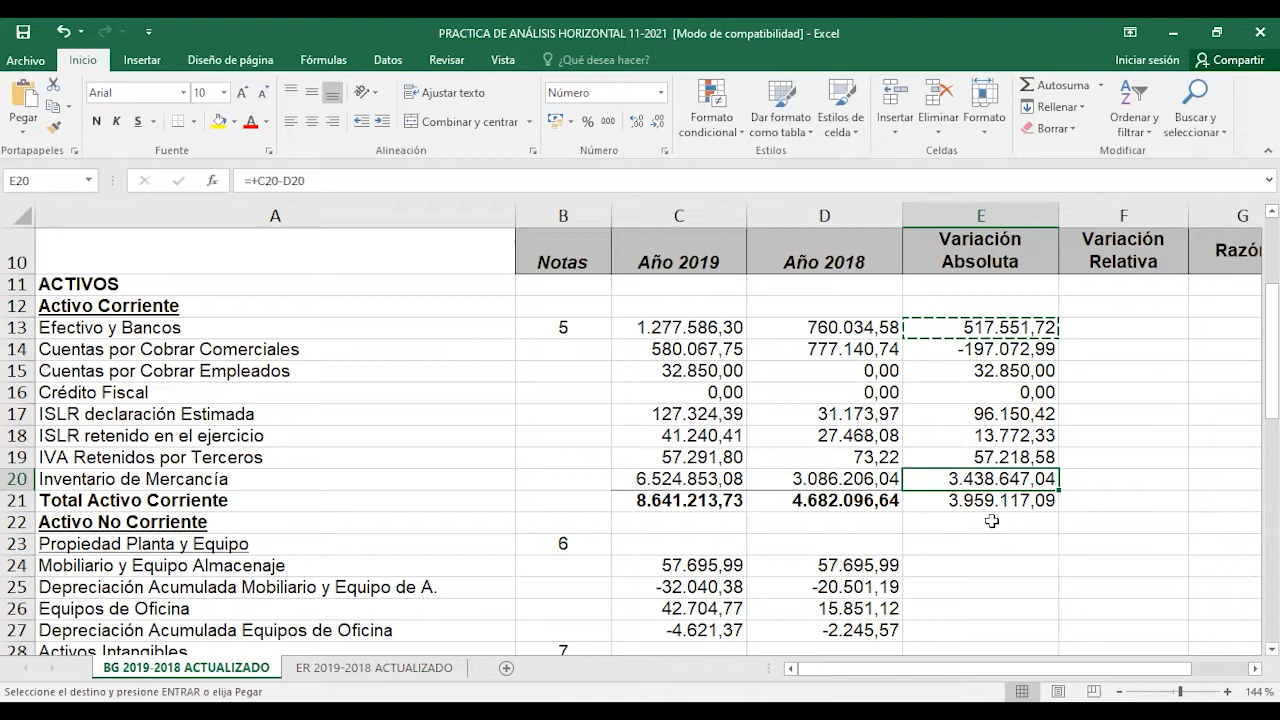 PRACTICA DE ANÁLISIS HORIZONTAL 11-2021 [Modo de compatibilidad] - Excel
Archivo Inicio Insertar Diseño de página Fórmulas Datos Revisar Vista ¿Qué desea hacer? Iniciar sesión Compartir
Pegar
Arial 10
N K S
Ajustar texto
Combinar y centrar
Número
% 000
Formato condicional
Dar formato como tabla
Estilos de celda
Insertar Eliminar Formato
Autosuma
Rellenar
Borrar
Ordenar y filtrar
Buscar y seleccionar
Portapapeles Fuente Alineación Número Estilos Celdas Modificar
E20 fx =+C20-D20
A B C D E F G
10 Notas Año 2019 Año 2018 Variación Absoluta Variación Relativa
11 ACTIVOS
12 Activo Corriente
13 Efectivo y Bancos 5 1.277.586,30 760.034,58 517.551,72
14 Cuentas por Cobrar Comerciales 580.067,75 777.140,74 -197.072,99
15 Cuentas por Cobrar Empleados 32.850,00 0,00 32.850,00
16 Crédito Fiscal 0,00 0,00 0,00
17 ISLR declaración Estimada 127.324,39 31.173,97 96.150,42
18 ISLR retenido en el ejercicio 41.240,41 27.468,08 13.772,33
19 IVA Retenidos por Terceros 57.291,80 73,22 57.218,58
20 Inventario de Mercancía 6.524.853,08 3.086.206,04 3.438.647,04
21 Total Activo Corriente 8.641.213,73 4.682.096,64 3.959.117,09
22 Activo No Corriente
23 Propiedad Planta y Equipo 6
24 Mobiliario y Equipo Almacenaje 57.695,99 57.695,99
25 Depreciación Acumulada Mobiliario y Equipo de A. -32.040,38 -20.501,19
26 Equipos de Oficina 42.704,77 15.851,12
27 Depreciación Acumulada Equipos de Oficina -4.621,37 -2.245,57
28 Activos Intangibles 7
BG 2019-2018 ACTUALIZADO ER 2019-2018 ACTUALIZADO
Seleccione el destino y presione ENTRAR o elija Pegar 144 %